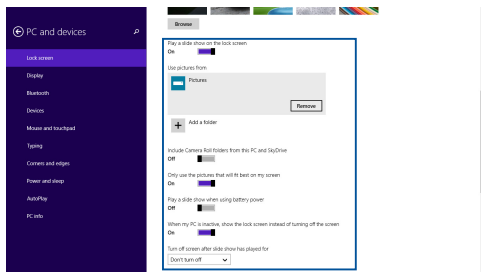 PC and devices
Lock screen
Display
Bluetooth
Devices
Mouse and touchpad
Typing
Corners and edges
Power and sleep
AutoPlay
PC info
Browse
Play a slide show on the lock screen
On
Use pictures from
Pictures
Remove
Add a folder
Include Camera Roll folders from this PC and SkyDrive
Off
Only use the pictures that will fit best on my screen
On
Play a slide show when using battery power
Off
When my PC is inactive, show the lock screen instead of turning off the screen
On
Turn off screen after slide show has played for
Don't turn off